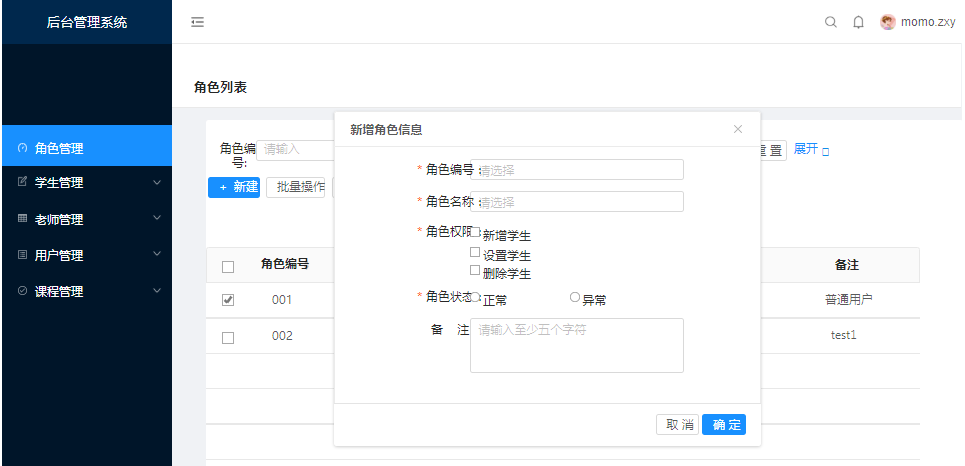 后台管理系统
momo.zxy
角色列表
角色管理
学生管理
老师管理
用户管理
课程管理
角色编号:
请输入
置
展开
+ 新建
批量操作
角色编号
备注
001
普通用户
002
test1
新增角色信息
* 角色编号:
请选择
* 角色名称:
请选择
* 角色权限:
新增学生
设置学生
删除学生
* 角色状态:
正常
异常
备 注
请输入至少五个字符
取 消
确 定